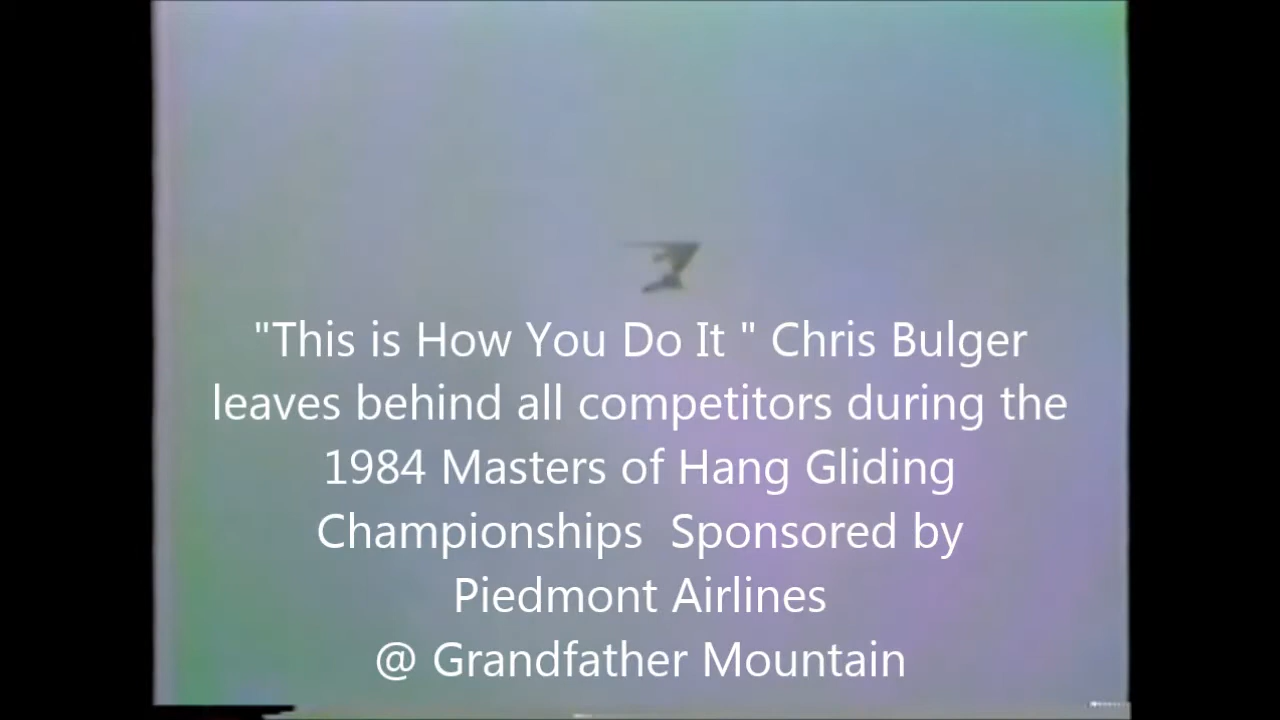 "This is How You Do It " Chris Bulger
leaves behind all competitors during the
1984 Masters of Hang Gliding
Championships  Sponsored by
Piedmont Airlines
@ Grandfather Mountain